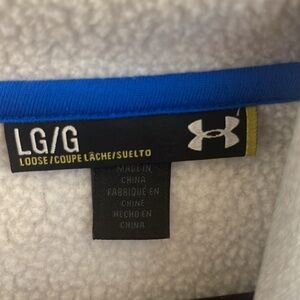 LG/G
LOOSE/COUPE LÂCHE/SUELTO
MADE IN
CHINA
FABRIQUÉ EN
CHINE
HECHO EN
CHINA